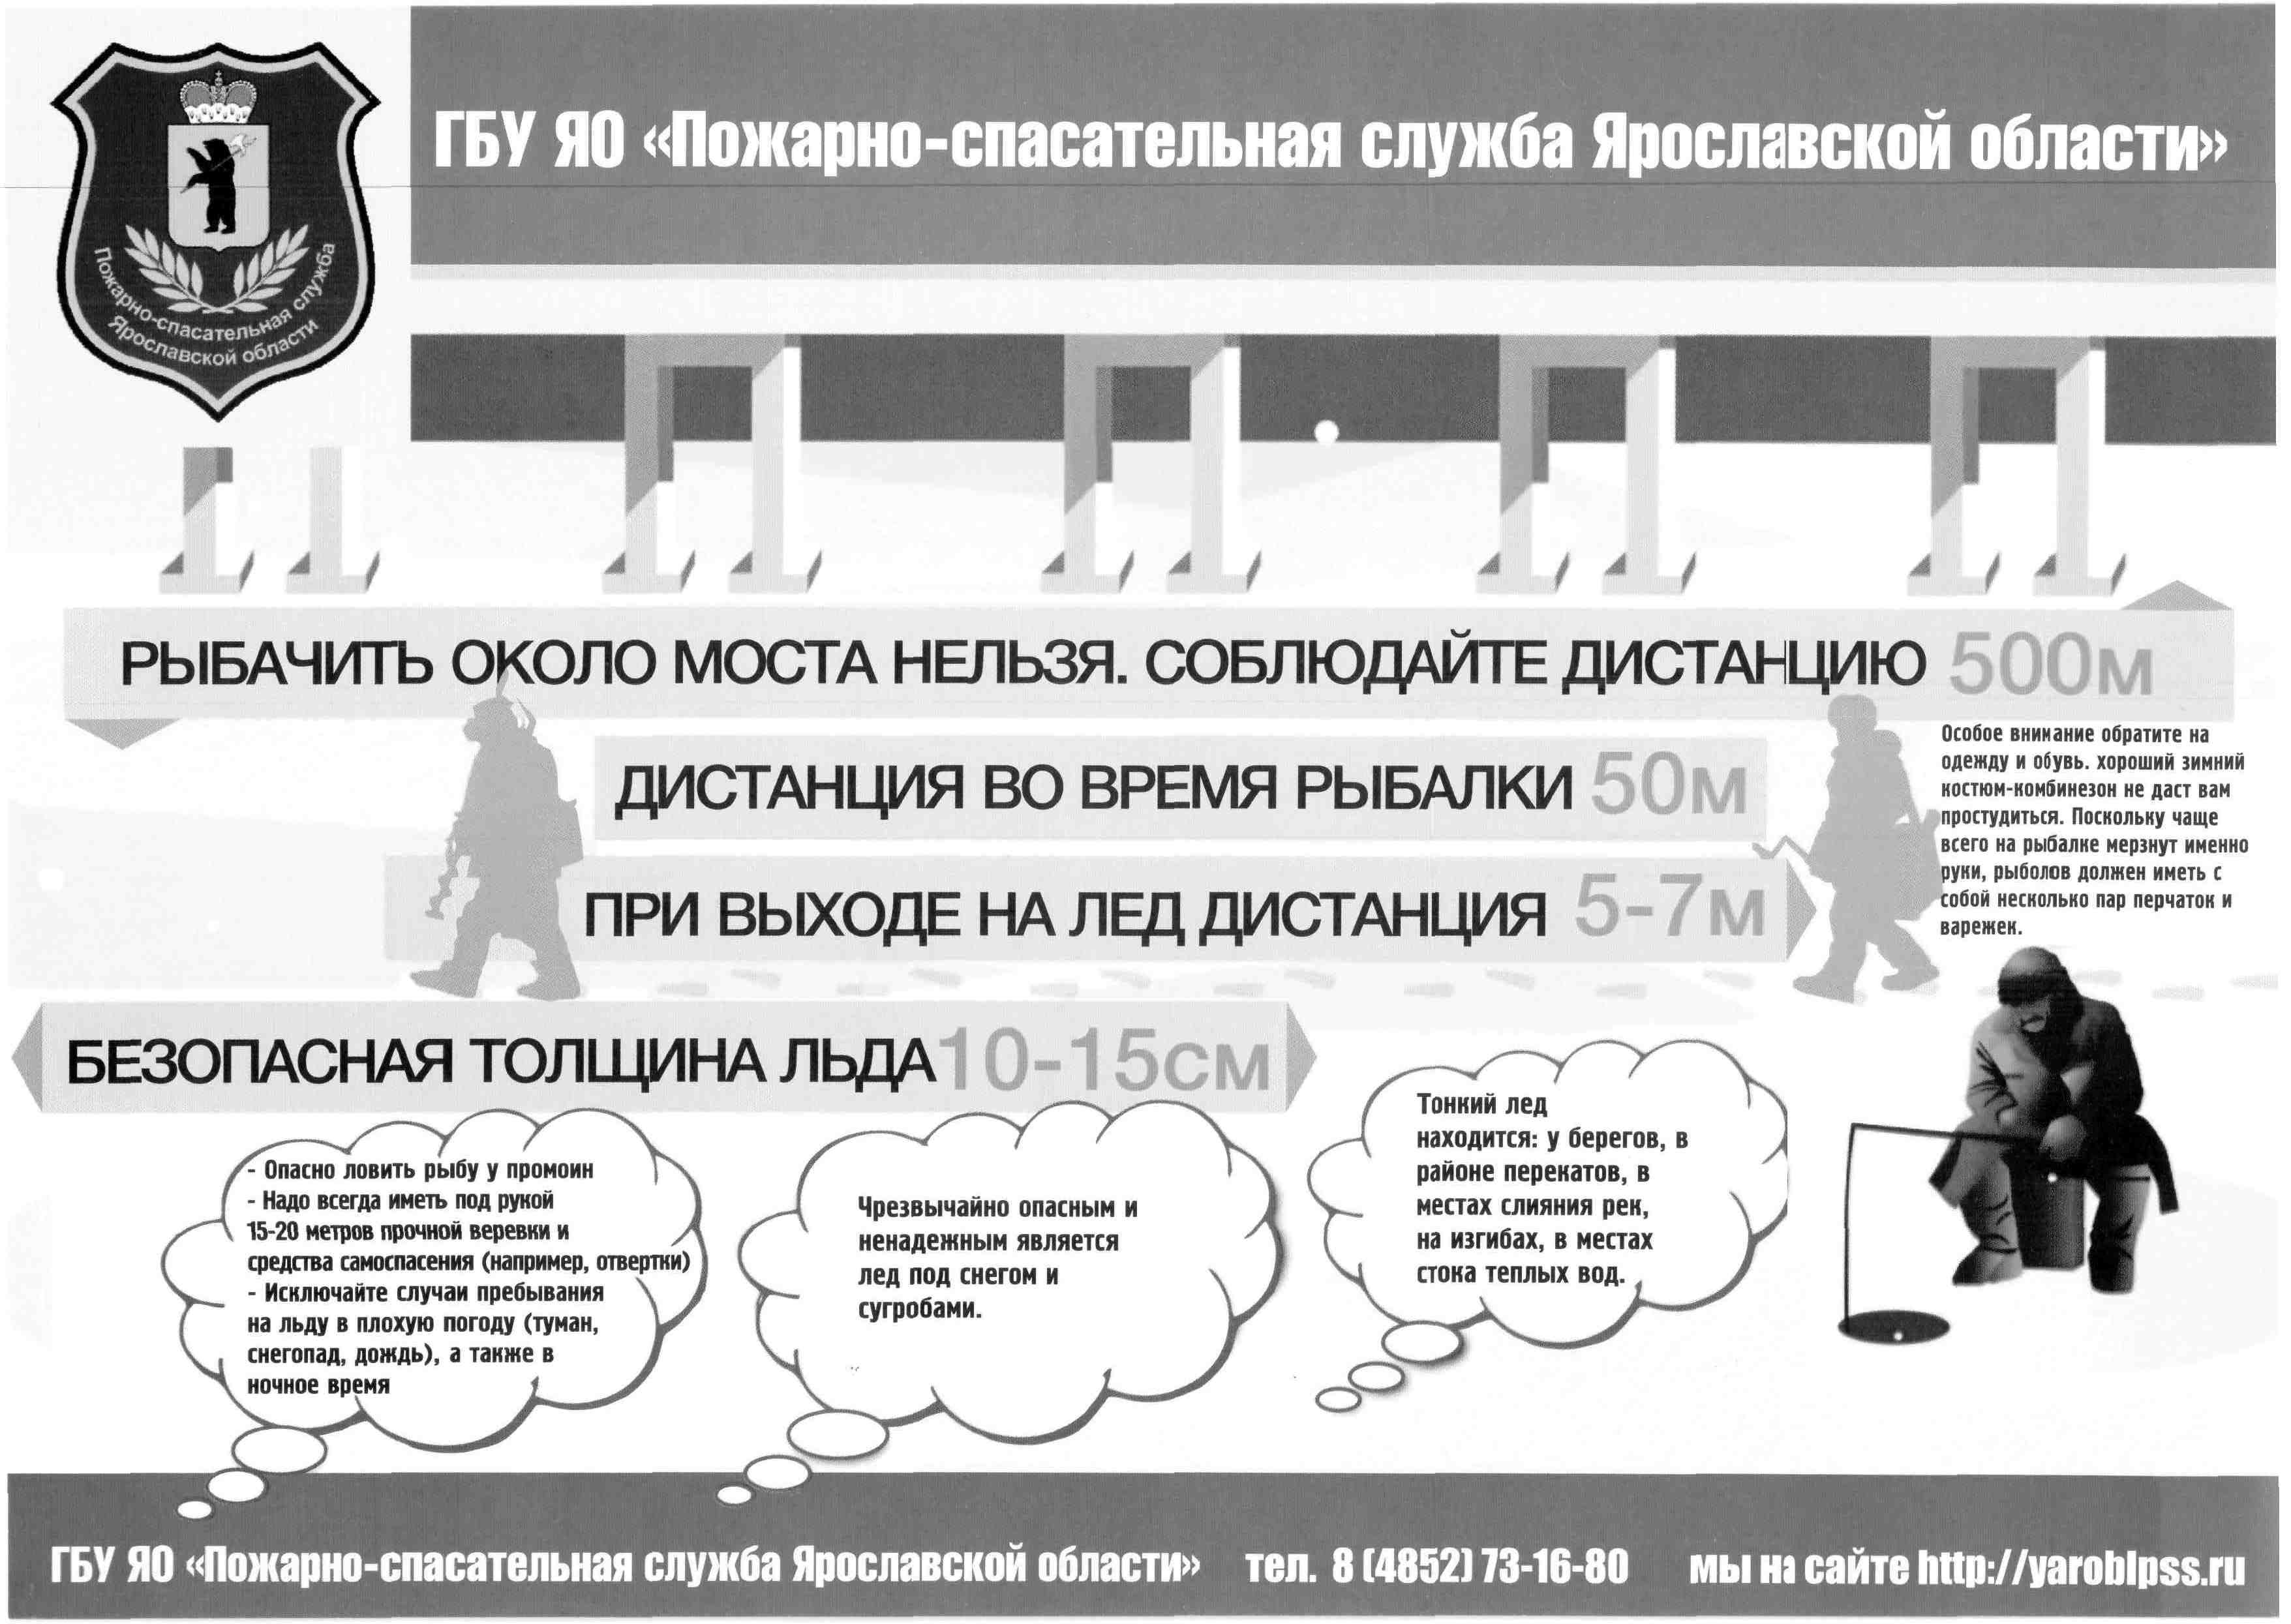 Пожарно-спасательная служба
Ярославской области
ГБУ ЯО «Пожарно-спасательная служба Ярославской области»
РЫБАЧИТЬ ОКОЛО МОСТА НЕЛЬЗЯ. СОБЛЮДАЙТЕ ДИСТАНЦИЮ 500м
ДИСТАНЦИЯ ВО ВРЕМЯ РЫБАЛКИ 50м
ПРИ ВЫХОДЕ НА ЛЕД ДИСТАНЦИЯ 5-7м
Особое внимание обратите на
одежду и обувь. хороший зимний
костюм-комбинезон не даст вам
простудиться. Поскольку чаще
всего на рыбалке мерзнут именно
руки, рыболов должен иметь с
собой несколько пар перчаток и
варежек.
БЕЗОПАСНАЯ ТОЛЩИНА ЛЬДА 10-15см
- Опасно ловить рыбу у промоин
- Надо всегда иметь под рукой
15-20 метров прочной веревки и
средства самоспасения (например, отвертки)
- Исключайте случаи пребывания
на льду в плохую погоду (туман,
снегопад, дождь), а также в
ночное время
Чрезвычайно опасным и
ненадежным является
лед под снегом и
сугробами.
Тонкий лед
находится: у берегов, в
районе перекатов, в
местах слияния рек,
на изгибах, в местах
стока теплых вод.
ГБУ ЯО «Пожарно-спасательная служба Ярославской области» тел. 8 (4852) 73-16-80 мы на сайте http://yaroblpss.ru